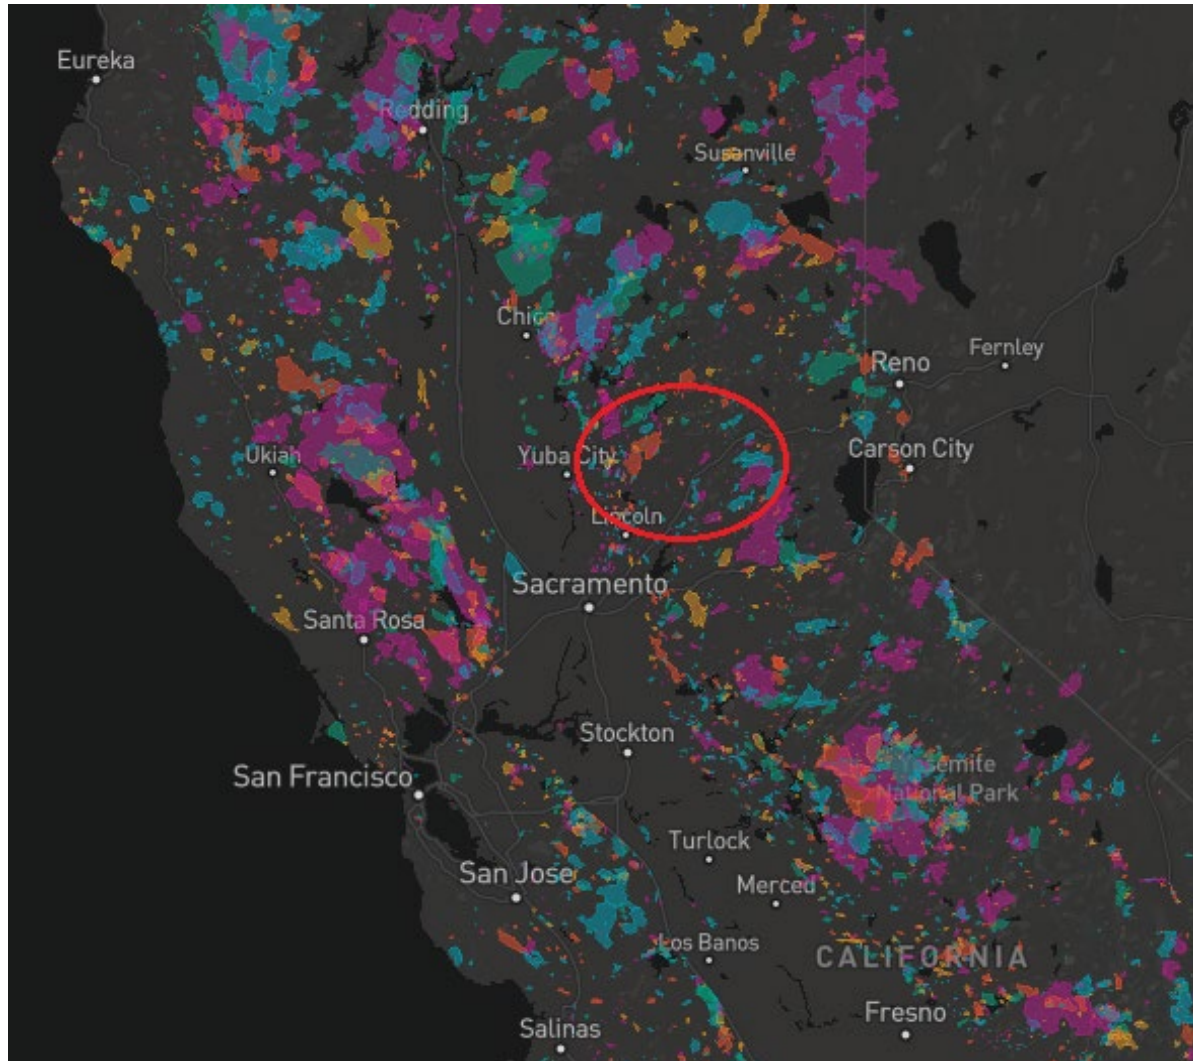 Eureka
Redding
Susanville
Chico
Reno
Fernley
Ukiah
Yuba City
Carson City
Lincoln
Sacramento
Santa Rosa
Stockton
San Francisco
Yosemite
National Park
Turlock
San Jose
Merced
Los Banos
CALIFORNIA
Fresno
Salinas